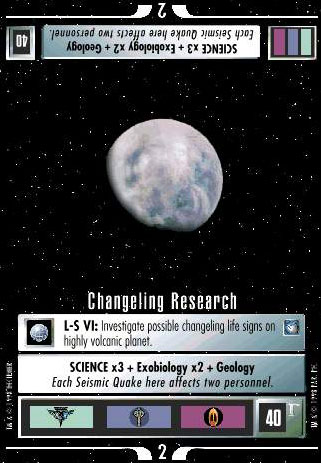 2
SCIENCE x3 + Exobiology x2 + Geology
Each Seismic Quake here affects two personnel.
40
Changeling Research
L-S VI: Investigate possible changeling life signs on
highly volcanic planet.
SCIENCE x3 + Exobiology x2 + Geology
Each Seismic Quake here affects two personnel.
40
2